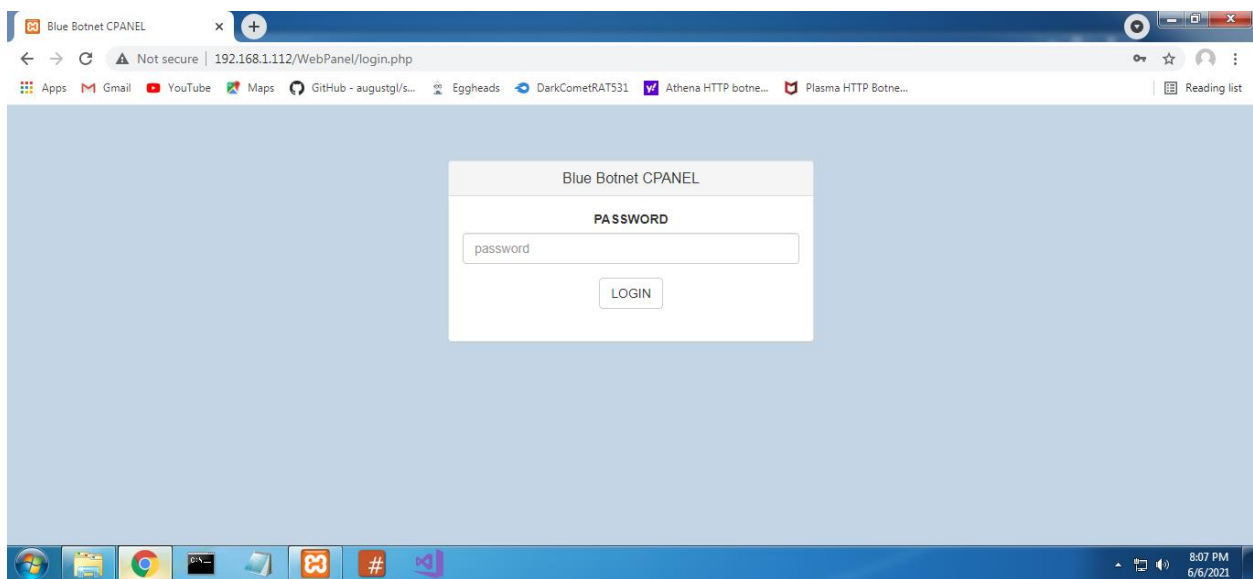 Blue Botnet CPANEL
Not secure | 192.168.1.112/WebPanel/login.php
Apps Gmail YouTube Maps GitHub - augustgl/s... Eggheads DarkCometRAT531 Athena HTTP botne... Plasma HTTP Botne... Reading list
Blue Botnet CPANEL
PASSWORD
password
LOGIN
8:07 PM
6/6/2021